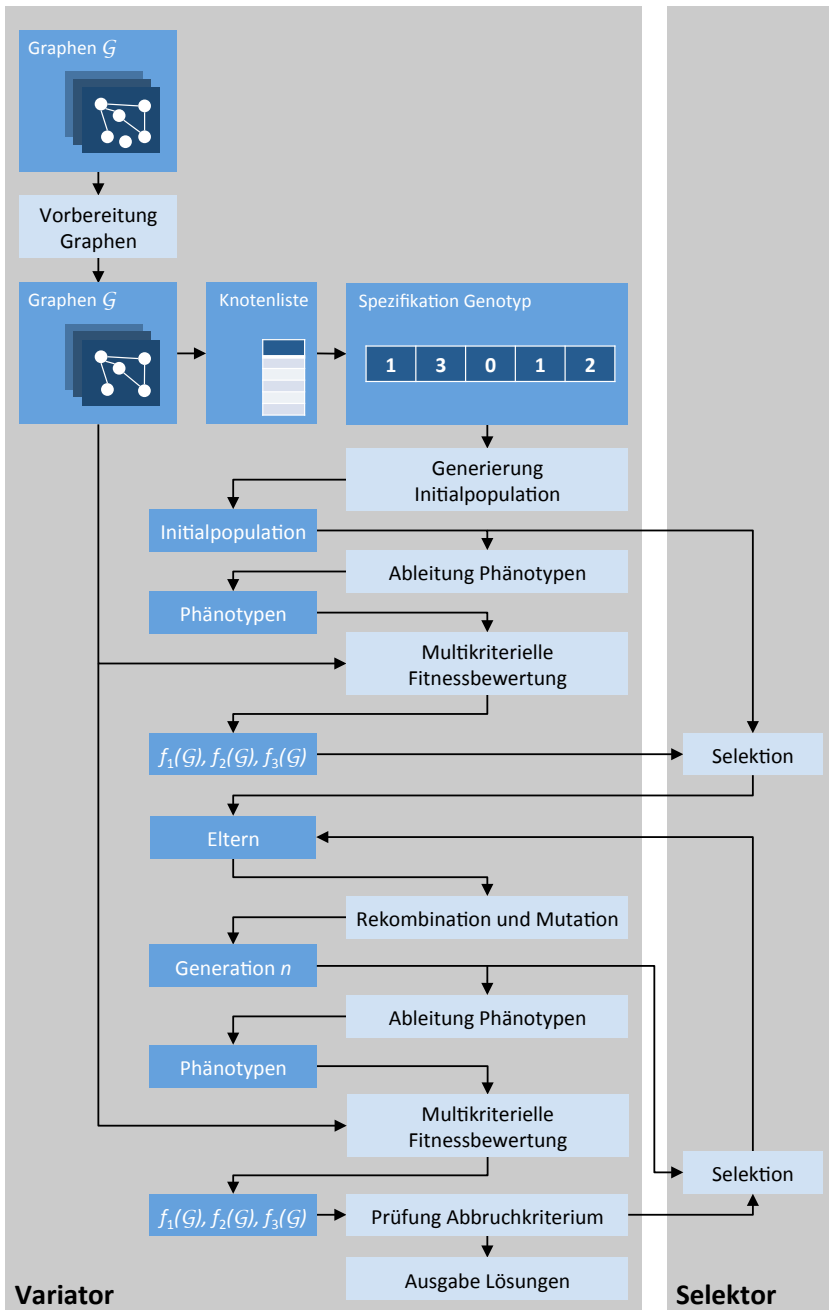 Graphen 𝒢
Vorbereitung
Graphen
Graphen 𝒢
Knotenliste
Spezifikation Genotyp
1 3 0 1 2
Generierung
Initialpopulation
Initialpopulation
Ableitung Phänotypen
Phänotypen
Multikriterielle
Fitnessbewertung
f₁(𝒢), f₂(𝒢), f₃(𝒢)
Selektion
Eltern
Rekombination und Mutation
Generation n
Ableitung Phänotypen
Phänotypen
Multikriterielle
Fitnessbewertung
Selektion
f₁(𝒢), f₂(𝒢), f₃(𝒢)
Prüfung Abbruchkriterium
Ausgabe Lösungen
Variator
Selektor